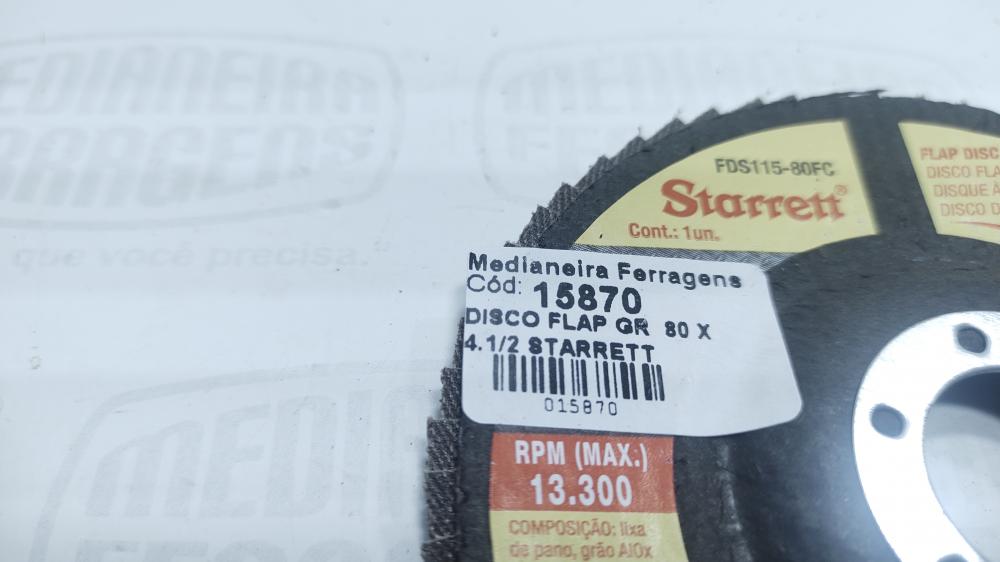 MEDIANEIRA
FERRAGENS
que você precisa."
FDS115-80FC
Starrett®
Cont.: 1un.
FLAP DISC
DISCO FLA
DISQUE À
DISCO D
Medianeira Ferragens
Cód: 15870
DISCO FLAP GR 80 X
4.1/2 STARRETT
015870
RPM (MAX.)
13.300
COMPOSIÇÃO: lixa
de pano, grão AlOx
MEDIANEIRA